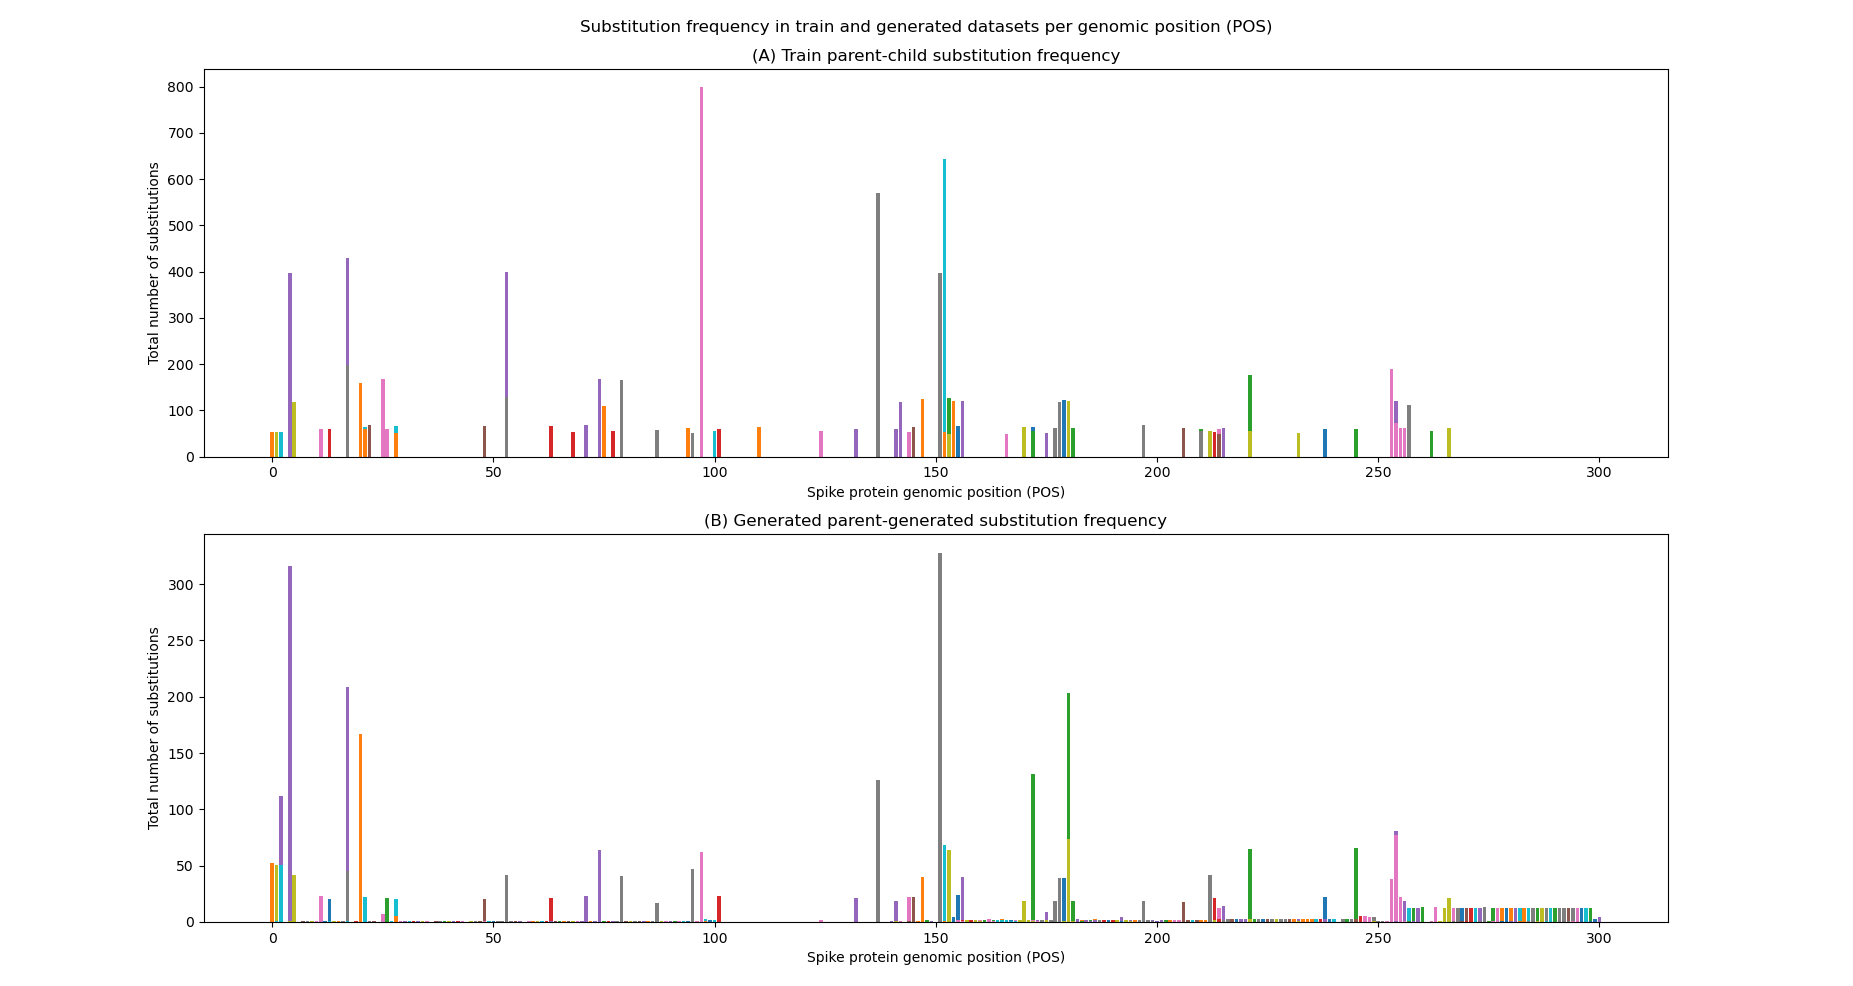 Substitution frequency in train and generated datasets per genomic position (POS)
(A) Train parent-child substitution frequency
Total number of substitutions
800
700
600
500
400
300
200
100
0
0 50 100 150 200 250 300
Spike protein genomic position (POS)
(B) Generated parent-generated substitution frequency
Total number of substitutions
300
250
200
150
100
50
0
0 50 100 150 200 250 300
Spike protein genomic position (POS)